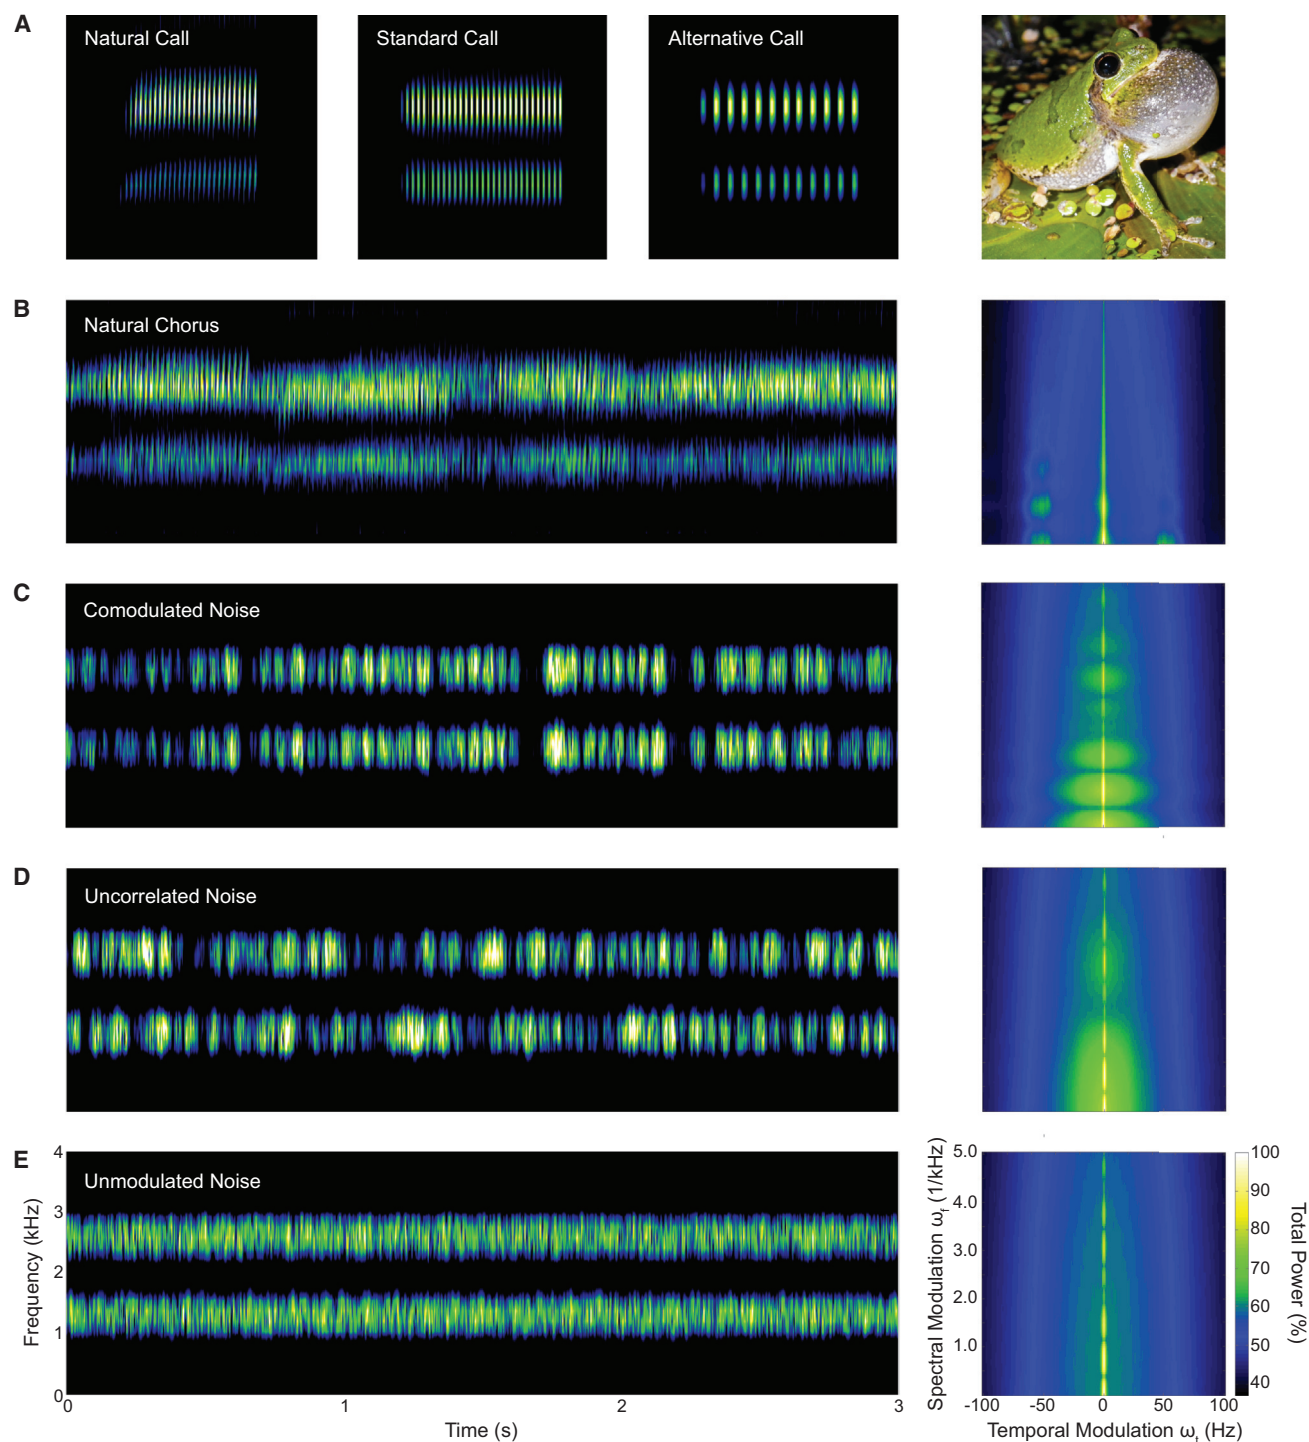 A
Natural Call
Standard Call
Alternative Call
B
Natural Chorus
C
Comodulated Noise
D
Uncorrelated Noise
E
Unmodulated Noise
4
3
2
1
0
Frequency (kHz)
0
1
2
3
Time (s)
Spectral Modulation ωf (1/kHz)
5.0
4.0
3.0
2.0
1.0
-100
-50
0
50
100
Temporal Modulation ωt (Hz)
100
90
80
70
60
50
40
Total Power (%)